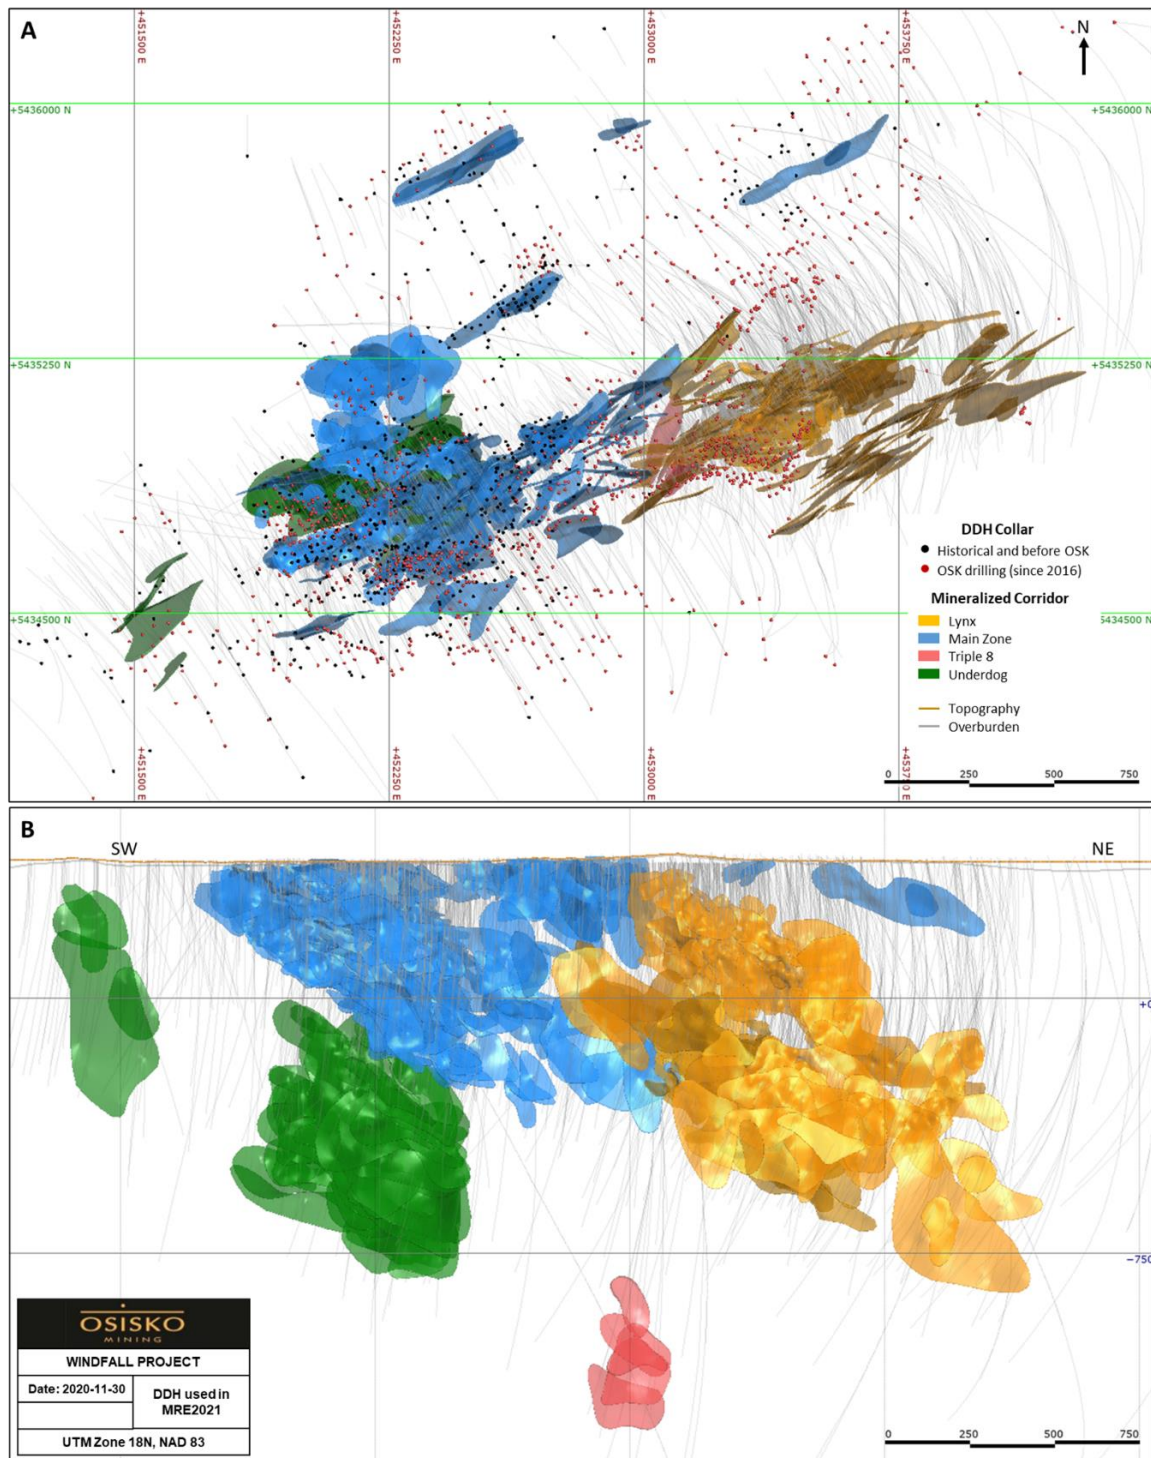 A
N
+451500 E
+452250 E
+453000 E
+453750 E
+5436000 N
+5436000 N
+5435250 N
+5435250 N
DDH Collar
Historical and before OSK
OSK drilling (since 2016)
Mineralized Corridor
Lynx
Main Zone
Triple 8
Underdog
Topography
Overburden
+5434500 N
5434500 N
+451500 E
+452250 E
+453000 E
0 250 500 750
B
SW
NE
+0
−750
OSISKO
MINING
WINDFALL PROJECT
Date: 2020-11-30
DDH used in
MRE2021
UTM Zone 18N, NAD 83
0 250 500 750